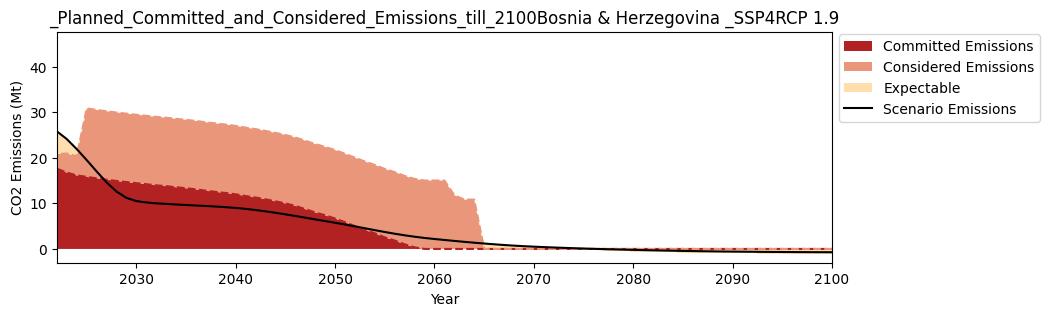 _Planned_Committed_and_Considered_Emissions_till_2100Bosnia & Herzegovina _SSP4RCP 1.9
Committed Emissions
Considered Emissions
Expectable
Scenario Emissions
CO2 Emissions (Mt)
40
30
20
10
0
2030 2040 2050 2060 2070 2080 2090 2100
Year